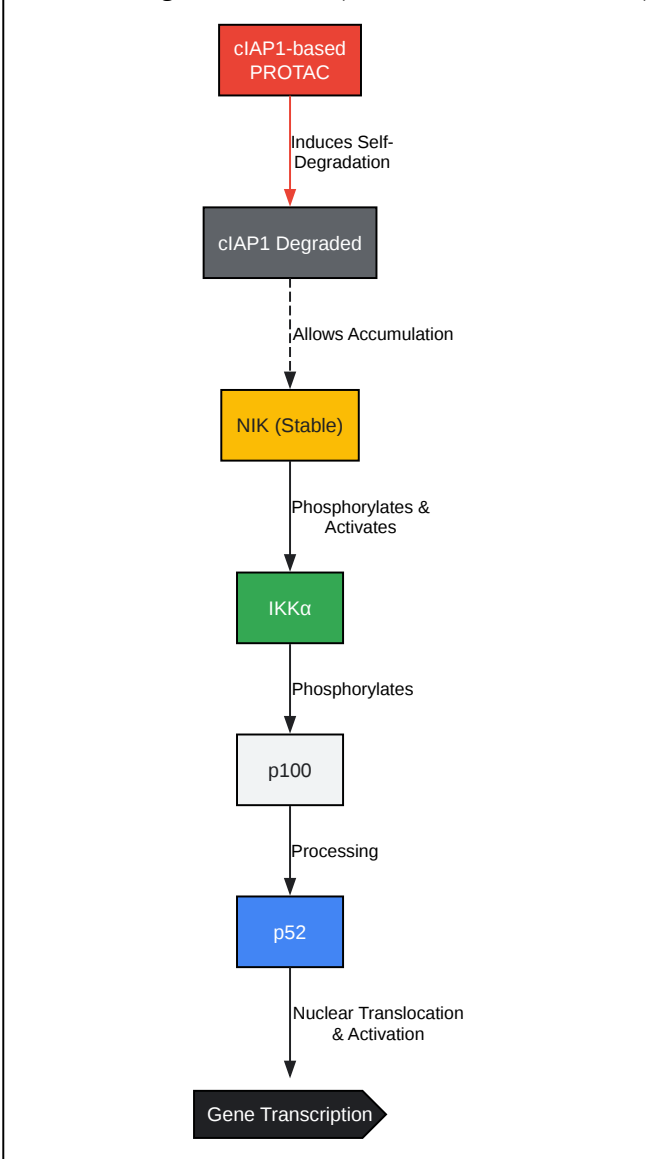 cIAP1-based
PROTAC
Induces Self-
Degradation
cIAP1 Degraded
Allows Accumulation
NIK (Stable)
Phosphorylates &
Activates
IKKα
Phosphorylates
p100
Processing
p52
Nuclear Translocation
& Activation
Gene Transcription